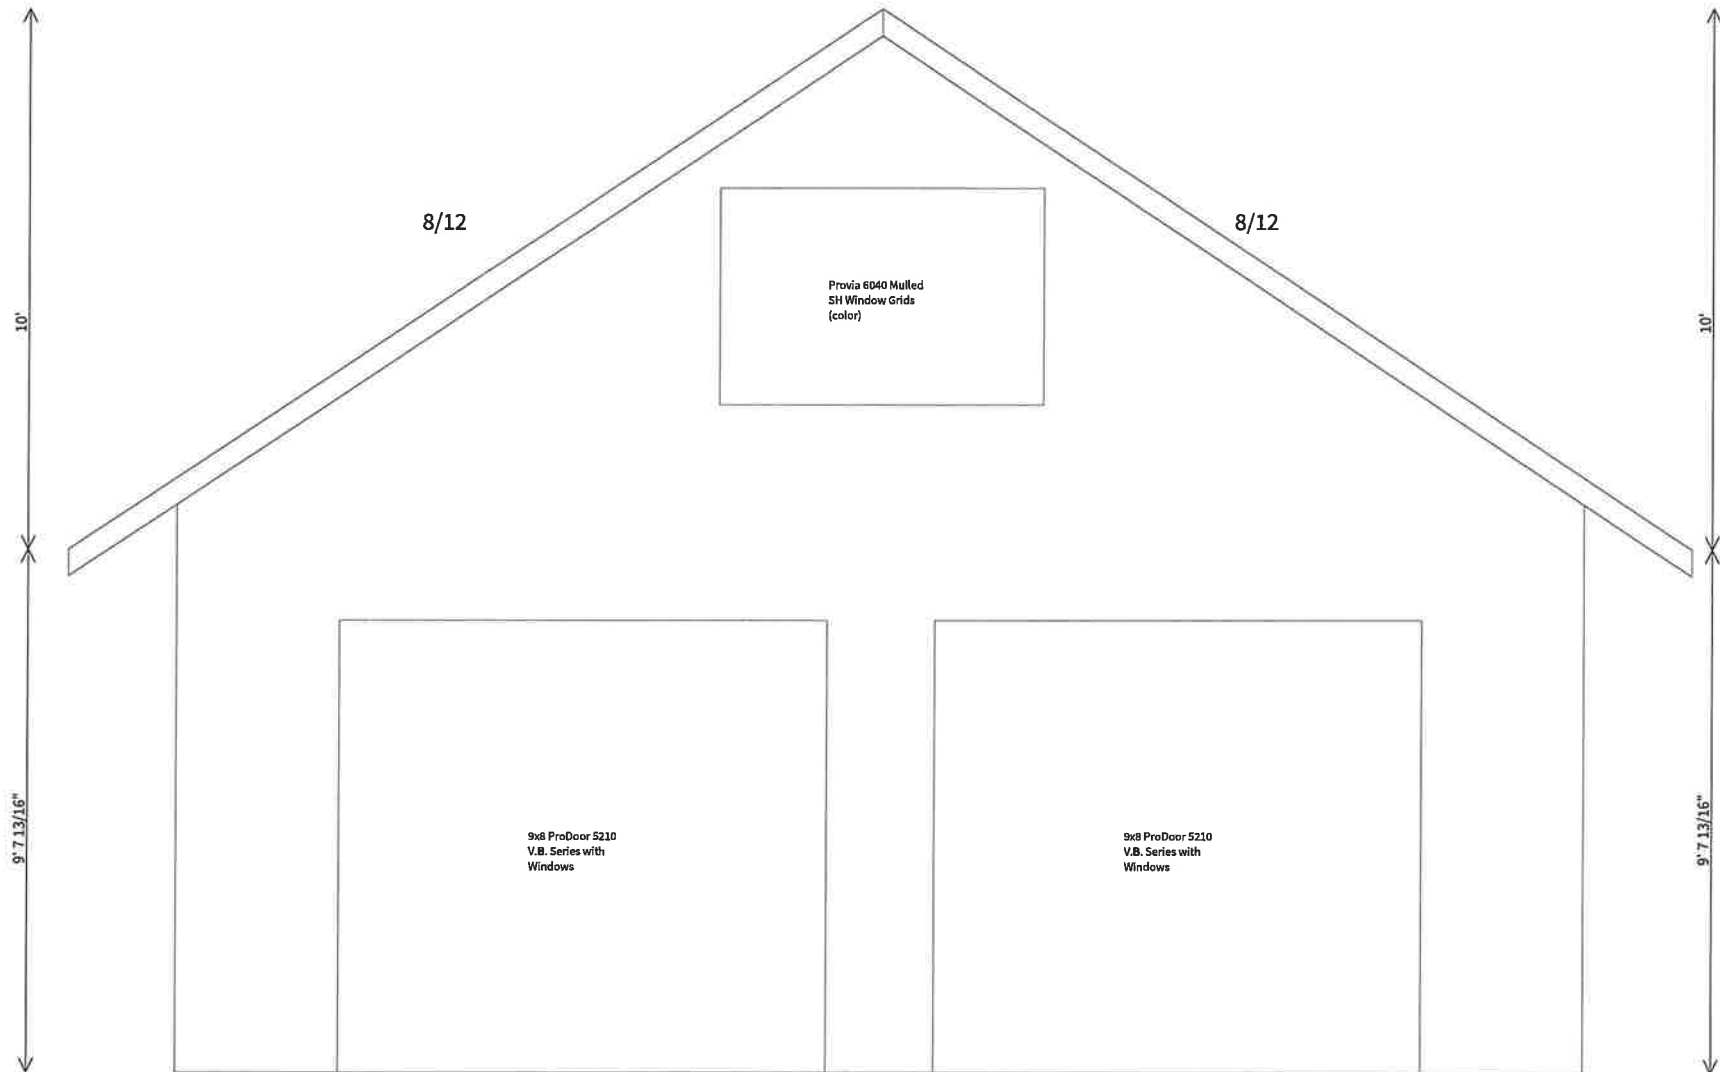 8/12
8/12
Provia 6040 Mulled
SH Window Grids
(color)
10'
10'
9' 7 13/16"
9' 7 13/16"
9x8 ProDoor 5210
V.B. Series with
Windows
9x8 ProDoor 5210
V.B. Series with
Windows